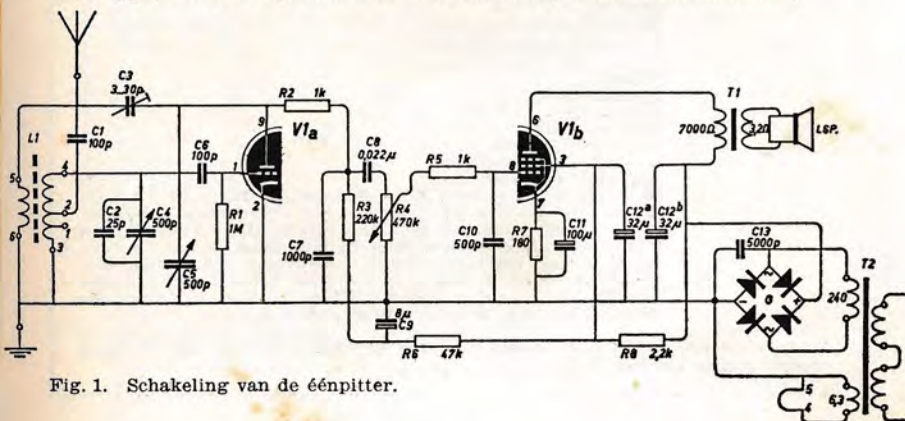 C3
3..30p
R2 1k
9
V1a
L1
C1
100p
C6
100p
1
C8
0,022µ
R5 1k
V1b
6
8
3
7
T1
7000Ω
3,2Ω
LSP.
5
4
2
1
6
3
C2
25p
C4
500p
R1
1M
2
C5
500p
C7
1000p
R3
220k
R4
470k
C10
500p
R7
180
C11
100µ
C12a
32µ
C12b
32µ
C13
5000p
T2
240
8µ
C9
R6 47k
R8 2,2k
5
4
6,3
Fig. 1. Schakeling van de éénpitter.